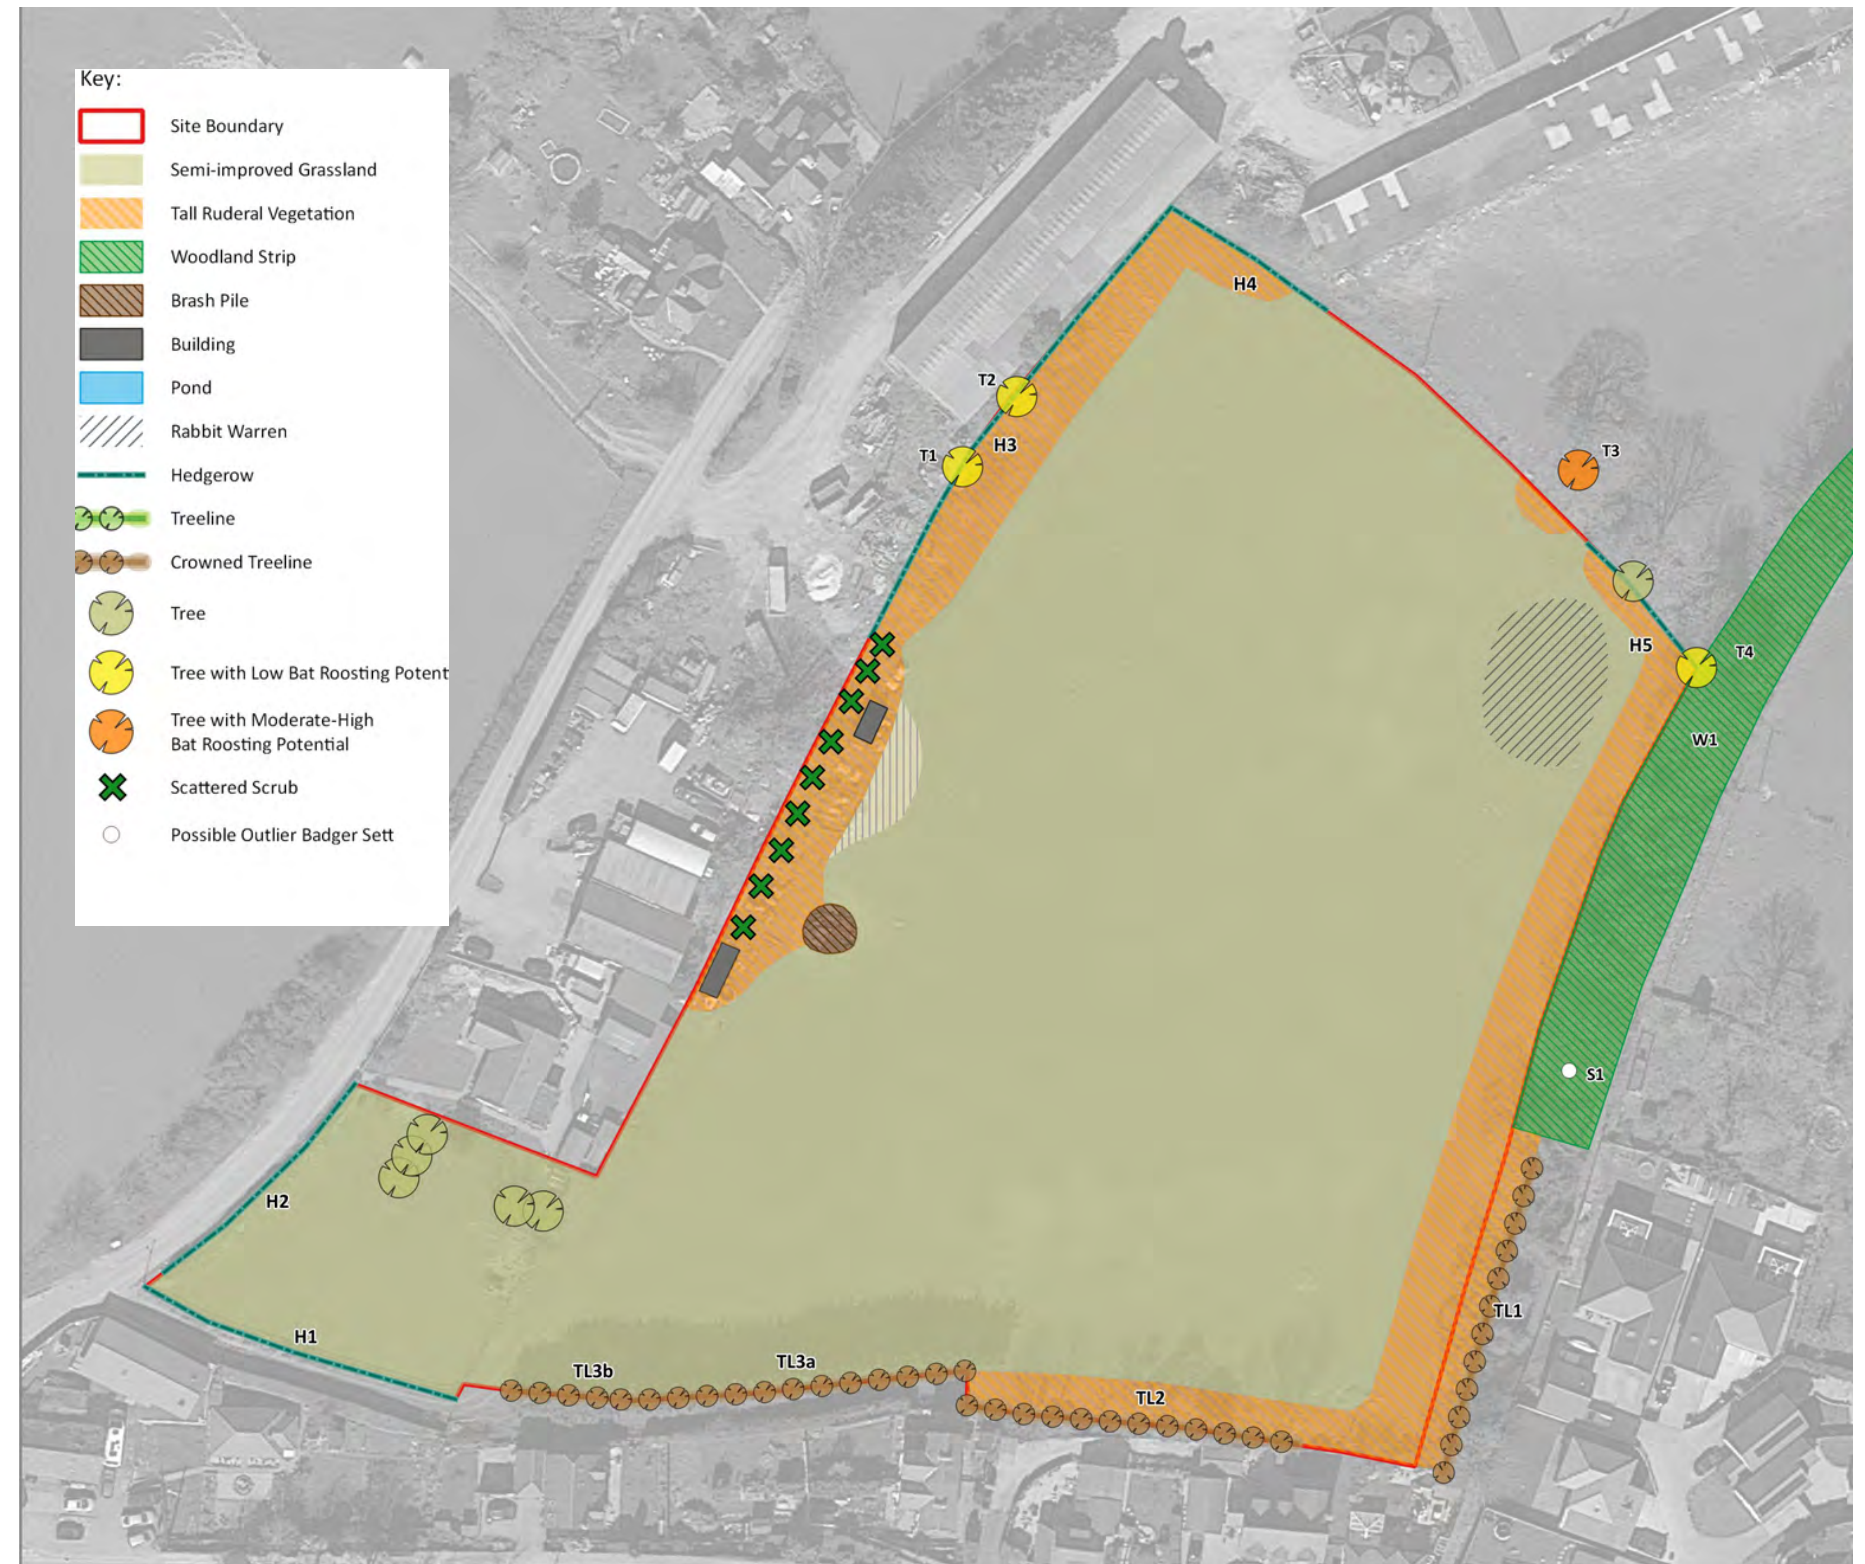 Key:
Site Boundary
Semi-improved Grassland
Tall Ruderal Vegetation
Woodland Strip
Brash Pile
Building
Pond
Rabbit Warren
Hedgerow
Treeline
Crowned Treeline
Tree
Tree with Low Bat Roosting Potent
Tree with Moderate-High
Bat Roosting Potential
Scattered Scrub
Possible Outlier Badger Sett
H4
T2
T1
H3
T3
H5
T4
W1
S1
H2
TL1
H1
TL3b
TL3a
TL2